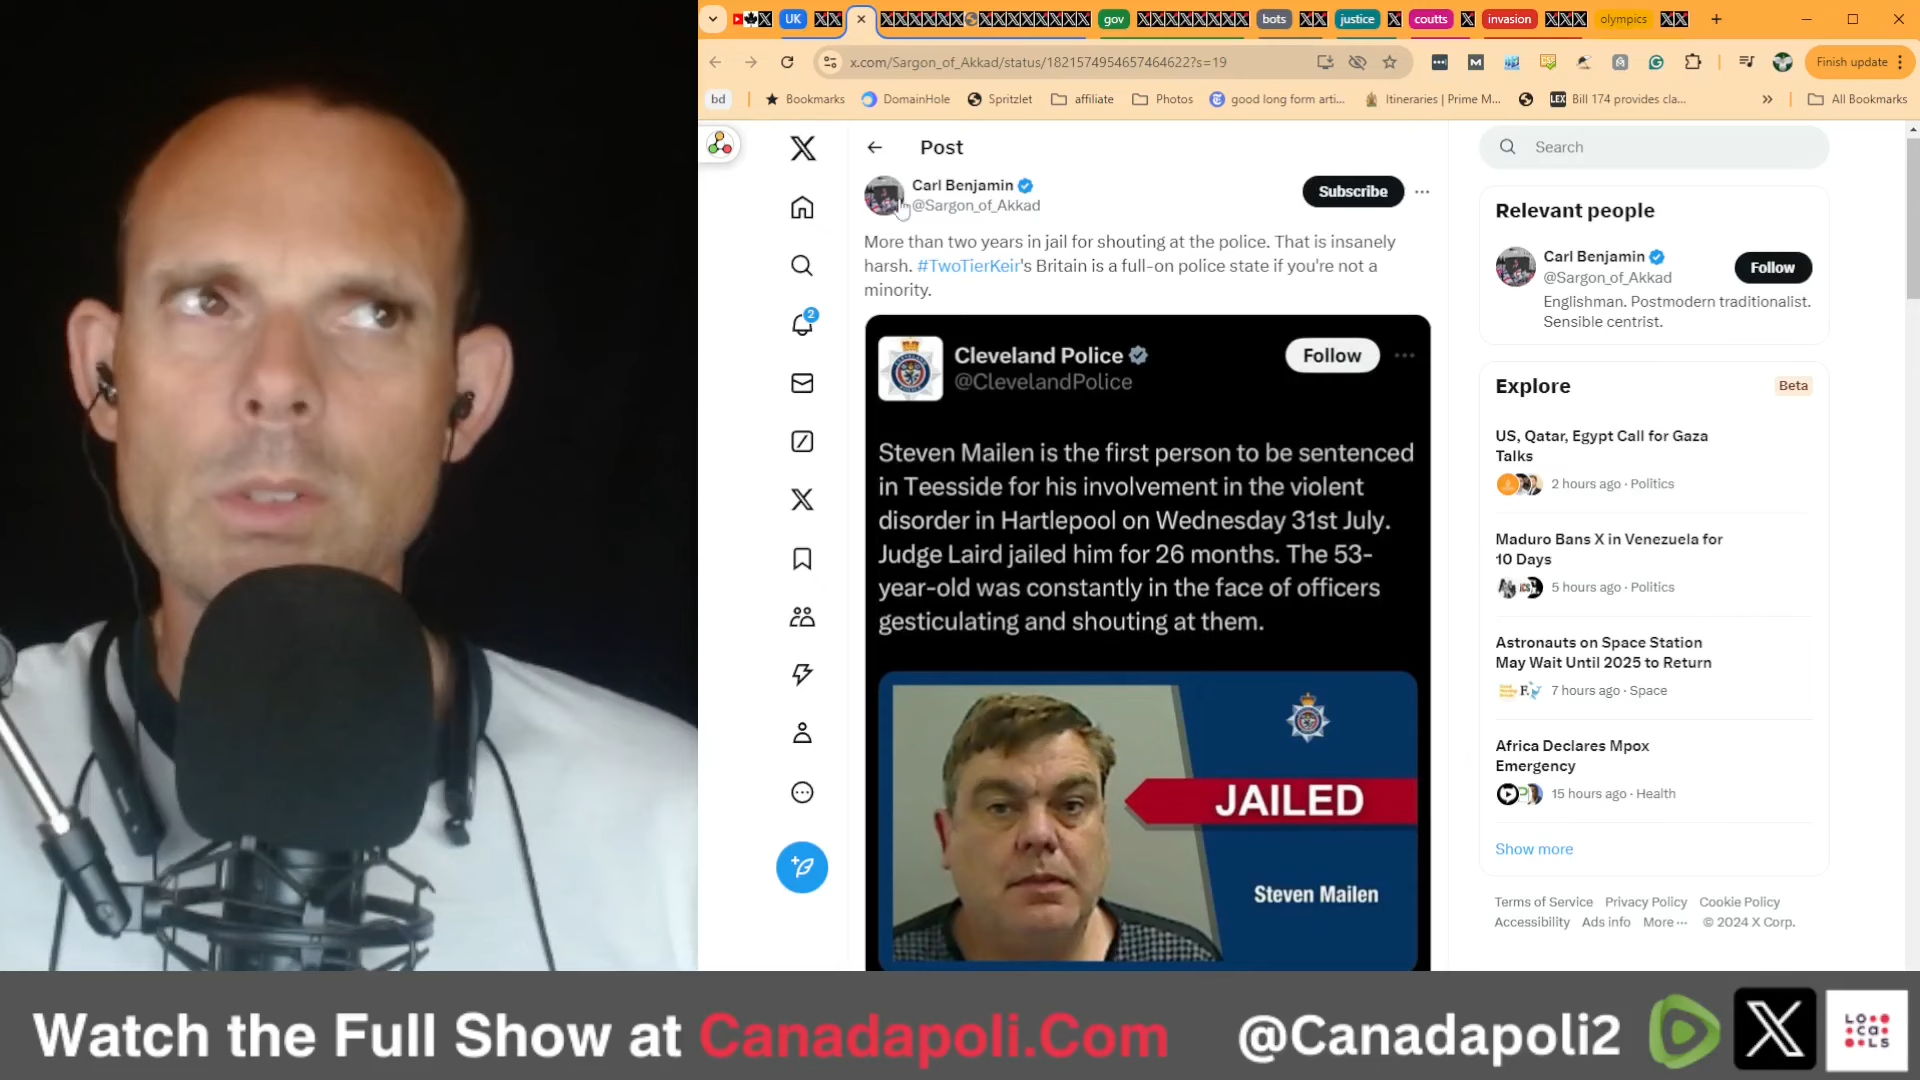 UK
gov
bots
justice
coutts
invasion
olympics
x.com/Sargon_of_Akkad/status/1821574954657464622?s=19
Finish update
bd
Bookmarks
DomainHole
Spritzlet
affiliate
Photos
good long form arti...
Itineraries | Prime M...
LEX
Bill 174 provides cla...
All Bookmarks
Post
Search
Carl Benjamin
@Sargon_of_Akkad
Subscribe
More than two years in jail for shouting at the police. That is insanely
harsh. #TwoTierKeir's Britain is a full-on police state if you're not a
minority.
2
Cleveland Police
@ClevelandPolice
Follow
Steven Mailen is the first person to be sentenced
in Teesside for his involvement in the violent
disorder in Hartlepool on Wednesday 31st July.
Judge Laird jailed him for 26 months. The 53-
year-old was constantly in the face of officers
gesticulating and shouting at them.
JAILED
Steven Mailen
Relevant people
Carl Benjamin
@Sargon_of_Akkad
Follow
Englishman. Postmodern traditionalist.
Sensible centrist.
Explore
Beta
US, Qatar, Egypt Call for Gaza
Talks
2 hours ago · Politics
Maduro Bans X in Venezuela for
10 Days
5 hours ago · Politics
Astronauts on Space Station
May Wait Until 2025 to Return
7 hours ago · Space
Africa Declares Mpox
Emergency
15 hours ago · Health
Show more
Terms of Service Privacy Policy Cookie Policy
Accessibility Ads info More ··· © 2024 X Corp.
Watch the Full Show at Canadapoli.Com
@Canadapoli2
LO
CA
LS